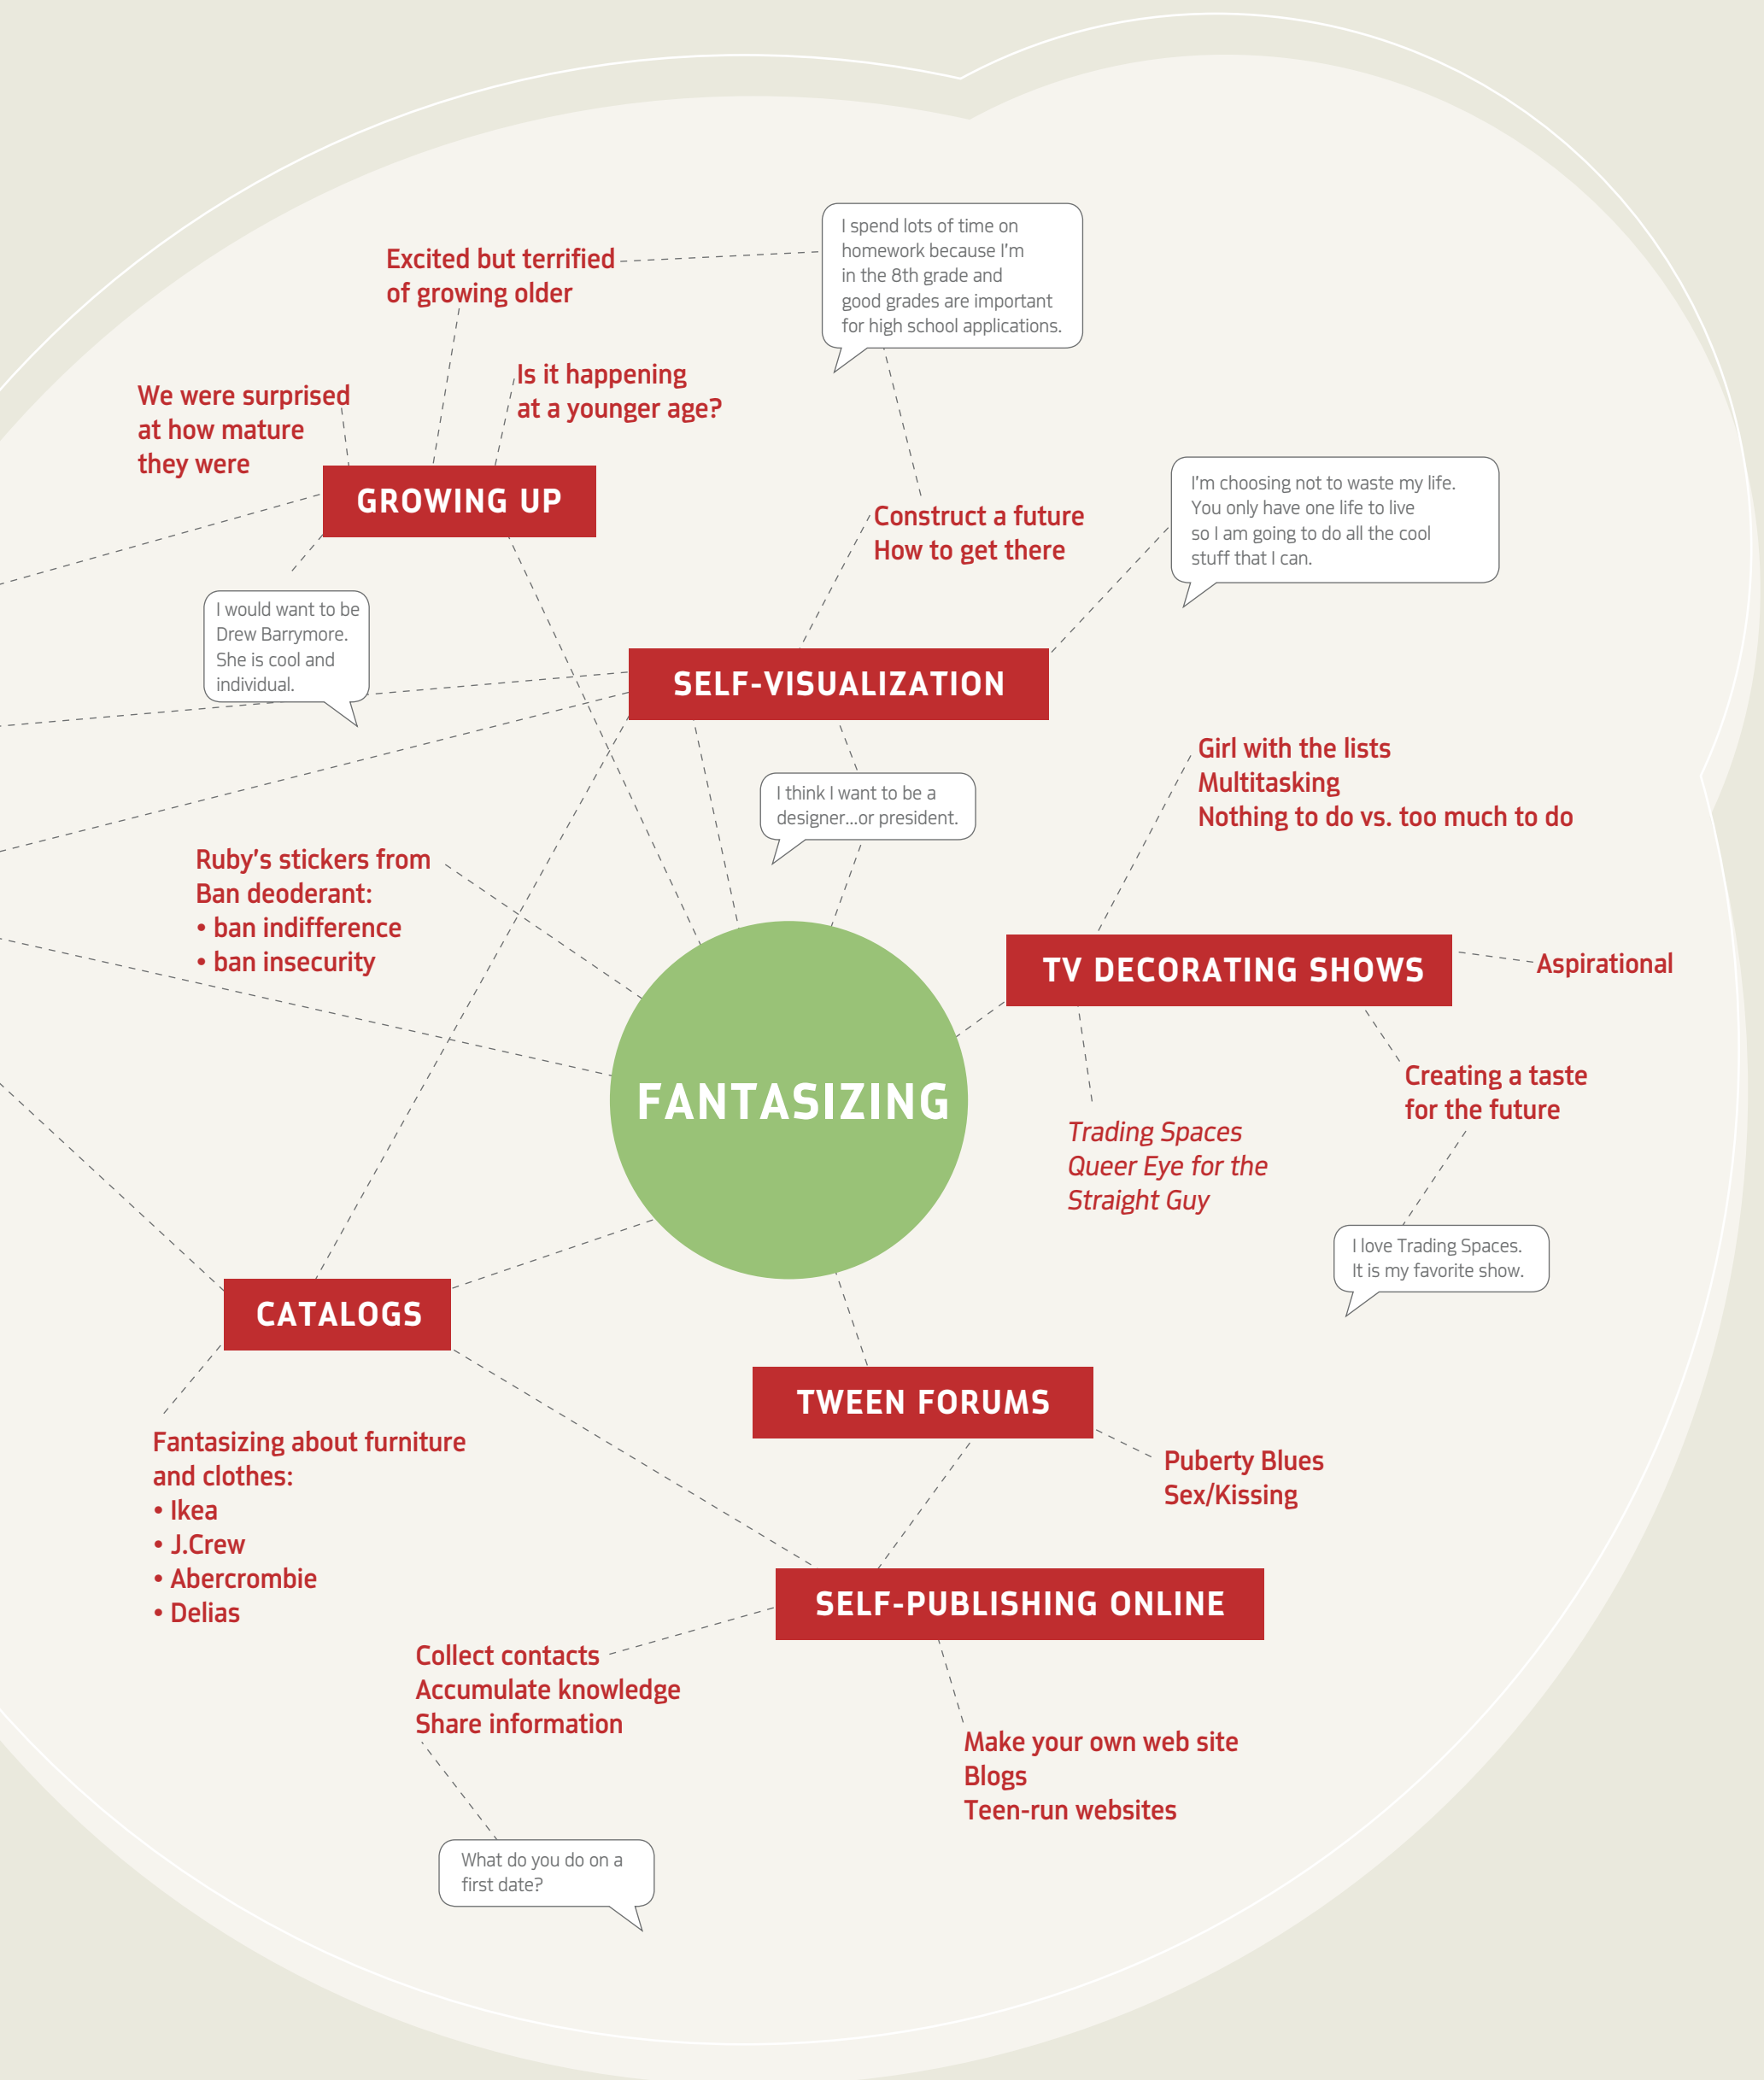 I spend lots of time on
homework because I'm
in the 8th grade and
good grades are important
for high school applications.
Excited but terrified
of growing older
Is it happening
at a younger age?
We were surprised
at how mature
they were
GROWING UP
I'm choosing not to waste my life.
You only have one life to live
so I am going to do all the cool
stuff that I can.
Construct a future
How to get there
I would want to be
Drew Barrymore.
She is cool and
individual.
SELF-VISUALIZATION
Girl with the lists
Multitasking
Nothing to do vs. too much to do
I think I want to be a
designer...or president.
Ruby's stickers from
Ban deoderant:
• ban indifference
• ban insecurity
TV DECORATING SHOWS
Aspirational
FANTASIZING
Creating a taste
for the future
Trading Spaces
Queer Eye for the
Straight Guy
I love Trading Spaces.
It is my favorite show.
CATALOGS
TWEEN FORUMS
Fantasizing about furniture
and clothes:
• Ikea
• J.Crew
• Abercrombie
• Delias
Puberty Blues
Sex/Kissing
SELF-PUBLISHING ONLINE
Collect contacts
Accumulate knowledge
Share information
Make your own web site
Blogs
Teen-run websites
What do you do on a
first date?